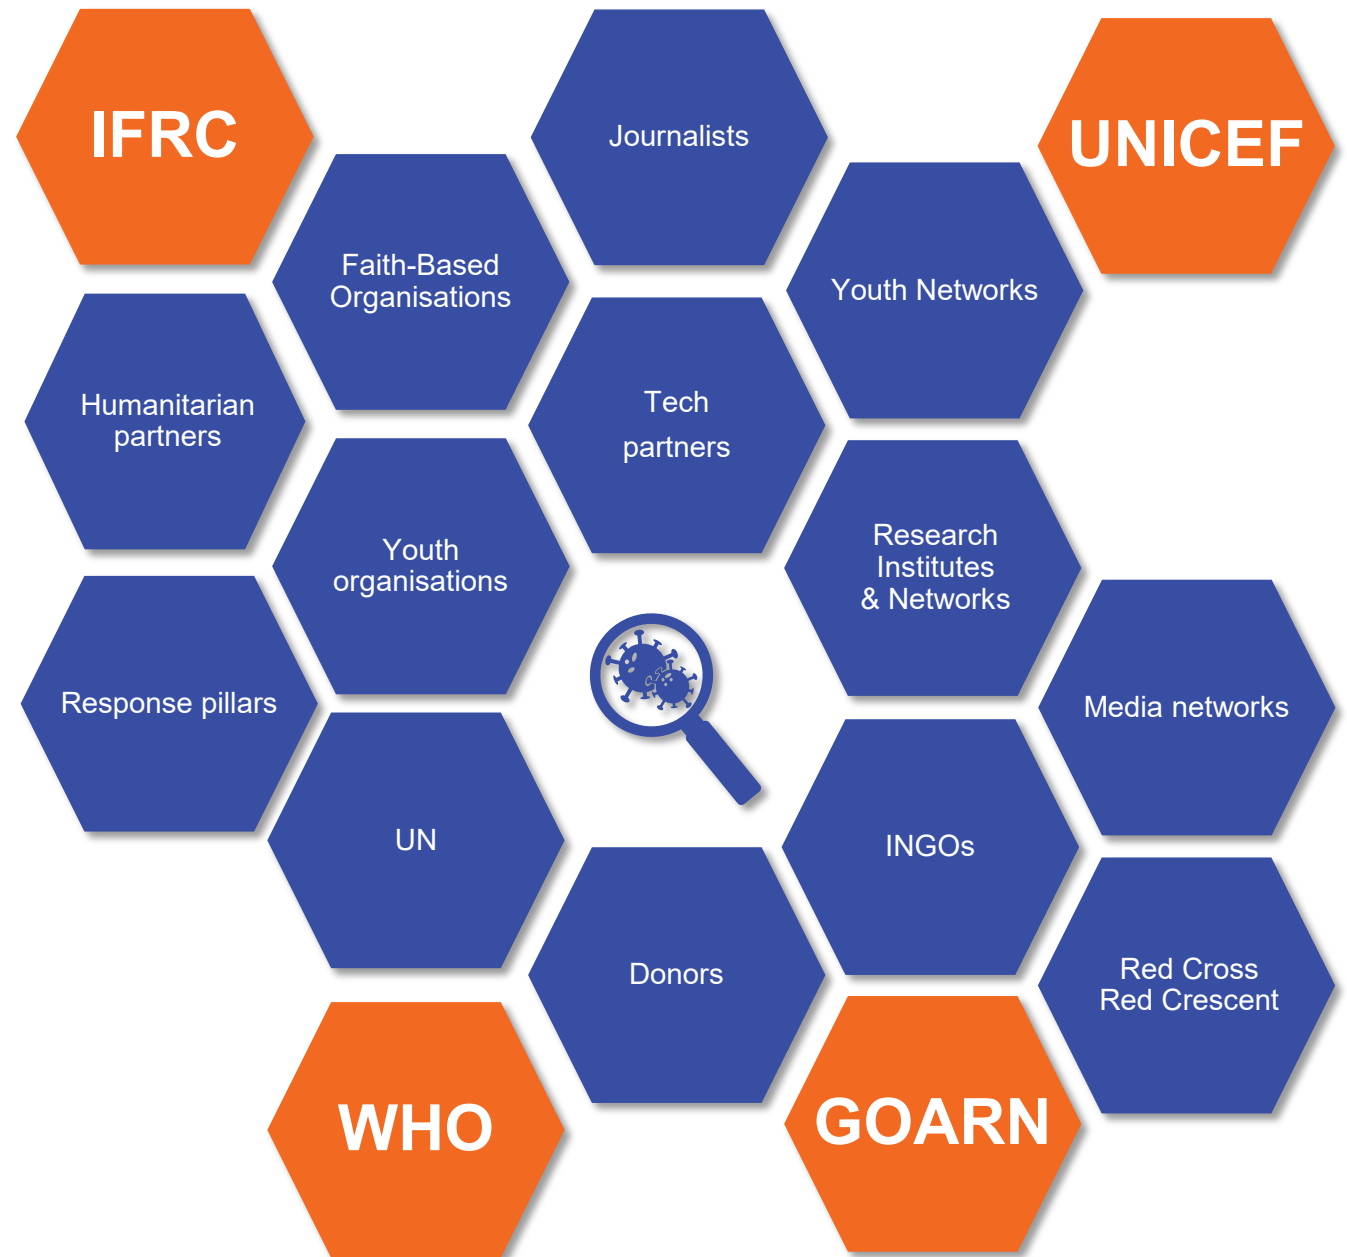 IFRC
Journalists
UNICEF
Faith-Based
Organisations
Youth Networks
Humanitarian
partners
Tech
partners
Youth
organisations
Research
Institutes
& Networks
Response pillars
Media networks
UN
INGOs
Donors
Red Cross
Red Crescent
WHO
GOARN